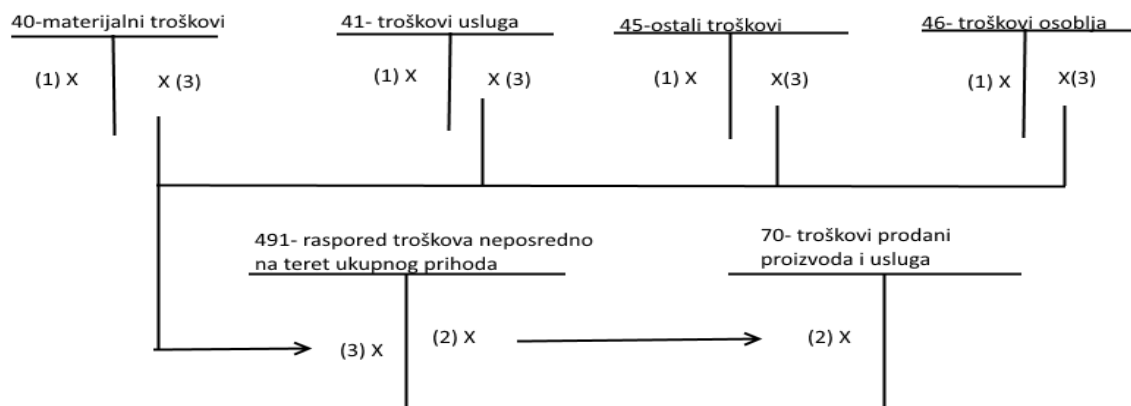 40-materijalni troškovi
41- troškovi usluga
45-ostali troškovi
46- troškovi osoblja
(1) X
X (3)
(1) X
X (3)
(1) X
X(3)
(1) X
X(3)
491- raspored troškova neposredno
na teret ukupnog prihoda
70- troškovi prodani
proizvoda i usluga
(3) X
(2) X
(2) X